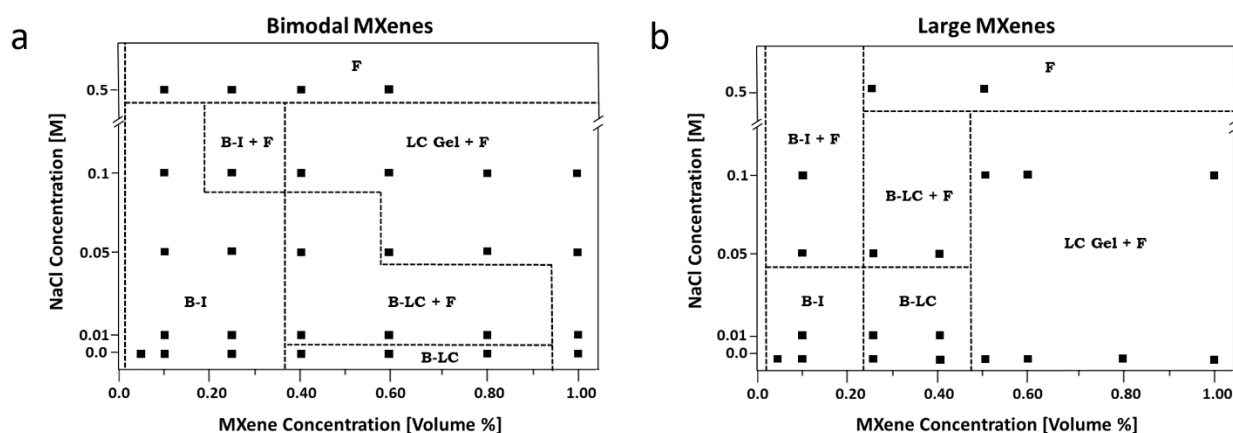 a
Bimodal MXenes
NaCl Concentration [M]
0.5
0.1
0.05
0.01
0.0
F
B-I + F
LC Gel + F
B-I
B-LC + F
B-LC
0.0
0.20
0.40
0.60
0.80
1.00
MXene Concentration [Volume %]
b
Large MXenes
NaCl Concentration [M]
0.5
0.1
0.05
0.01
0.0
F
B-I + F
B-LC + F
LC Gel + F
B-I
B-LC
0.0
0.20
0.40
0.60
0.80
1.00
MXene Concentration [Volume %]